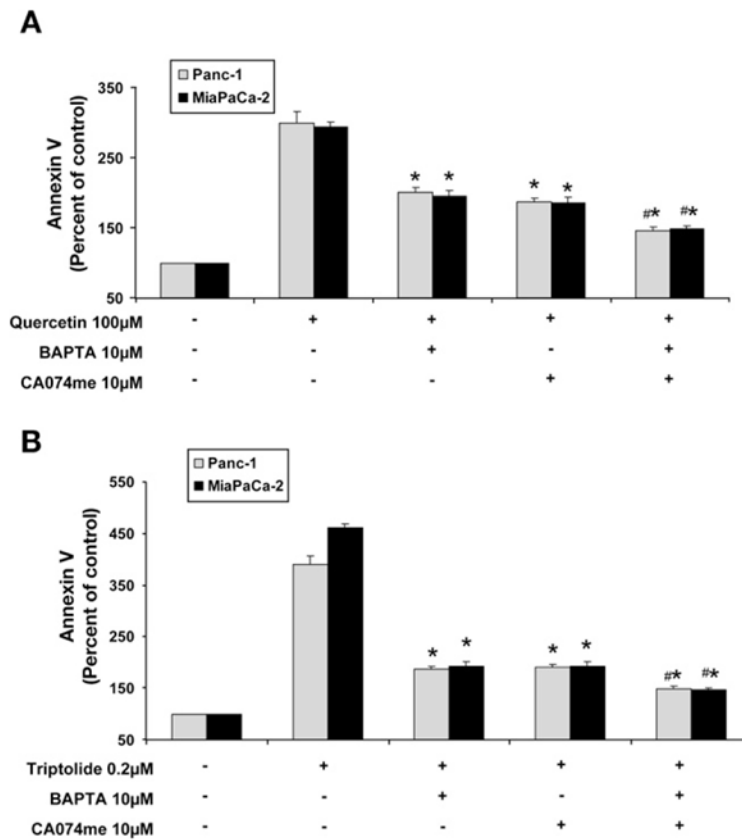 A
Panc-1
MiaPaCa-2
Annexin V
(Percent of control)
350
250
150
50
* * * * #* #*
Quercetin 100µM - + + + +
BAPTA 10µM - - + - +
CA074me 10µM - - - + +
B
Panc-1
MiaPaCa-2
Annexin V
(Percent of control)
550
450
350
250
150
50
* * * * #* #*
Triptolide 0.2µM - + + + +
BAPTA 10µM - - + - +
CA074me 10µM - - - + +